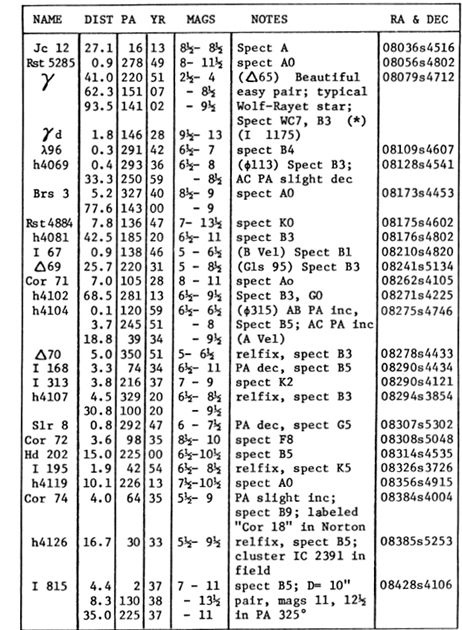 NAME DIST PA YR MAGS NOTES RA & DEC
Jc 12 27.1 16 13 8½- 8½ Spect A 08036s4516
Rst 5285 0.9 278 49 8- 11½ spect A0 08056s4802
γ 41.0 220 51 2½- 4 (Δ65) Beautiful 08079s4712
62.3 151 07 - 8½ easy pair; typical
93.5 141 02 - 9½ Wolf-Rayet star;
Spect WC7, B3 (*)
γ d 1.8 146 28 9½- 13 (I 1175)
λ96 0.3 291 42 6½- 7 spect B4 08109s4607
h4069 0.4 293 36 6½- 8 (ϕ113) Spect B3; 08128s4541
33.3 250 59 - 8½ AC PA slight dec
Brs 3 5.2 327 40 8½- 9 spect A0 08173s4453
77.6 143 00 - 9
Rst4884 7.8 136 47 7- 13½ spect K0 08175s4602
h4081 42.5 185 20 6½- 11 spect B3 08176s4802
I 67 0.9 138 46 5 - 6½ (B Vel) Spect B1 08210s4820
Δ69 25.7 220 31 5 - 8½ (Gls 95) Spect B3 08241s5134
Cor 71 7.0 105 28 8 - 11 spect Ao 08262s4105
h4102 68.5 281 13 6½- 9½ Spect B3, G0 08271s4225
h4104 0.1 120 59 6½- 6½ (ϕ315) AB PA inc, 08275s4746
3.7 245 51 - 8 Spect B5; AC PA inc
18.8 39 34 - 9½ (A Vel)
Δ70 5.0 350 51 5- 6½ relfix, spect B3 08278s4433
I 168 3.3 74 34 6½- 11 PA dec, spect B5 08290s4434
I 313 3.8 216 37 7 - 9 spect K2 08290s4121
h4107 4.5 329 20 6½- 8 relfix, spect B3 08294s3854
30.8 100 20 - 9½
Slr 8 0.8 292 47 6 - 7½ PA dec, spect G5 08307s5302
Cor 72 3.6 98 35 8½- 10 spect F8 08308s5048
Hd 202 15.0 225 00 6½-10½ spect B5 08314s4535
I 195 1.9 42 54 6½- 8½ relfix, spect K5 08326s3726
h4119 10.1 226 13 7½-10½ spect A0 08356s4915
Cor 74 4.0 64 35 5½- 9 PA slight inc; 08384s4004
spect B9; labeled
"Cor 18" in Norton
h4126 16.7 30 33 5½- 9½ relfix, spect B5; 08385s5253
cluster IC 2391 in
field
I 815 4.4 2 37 7 - 11 spect B5; D= 10" 08428s4106
8.3 130 38 - 13½ pair, mags 11, 12½
35.0 225 37 - 11 in PA 325°